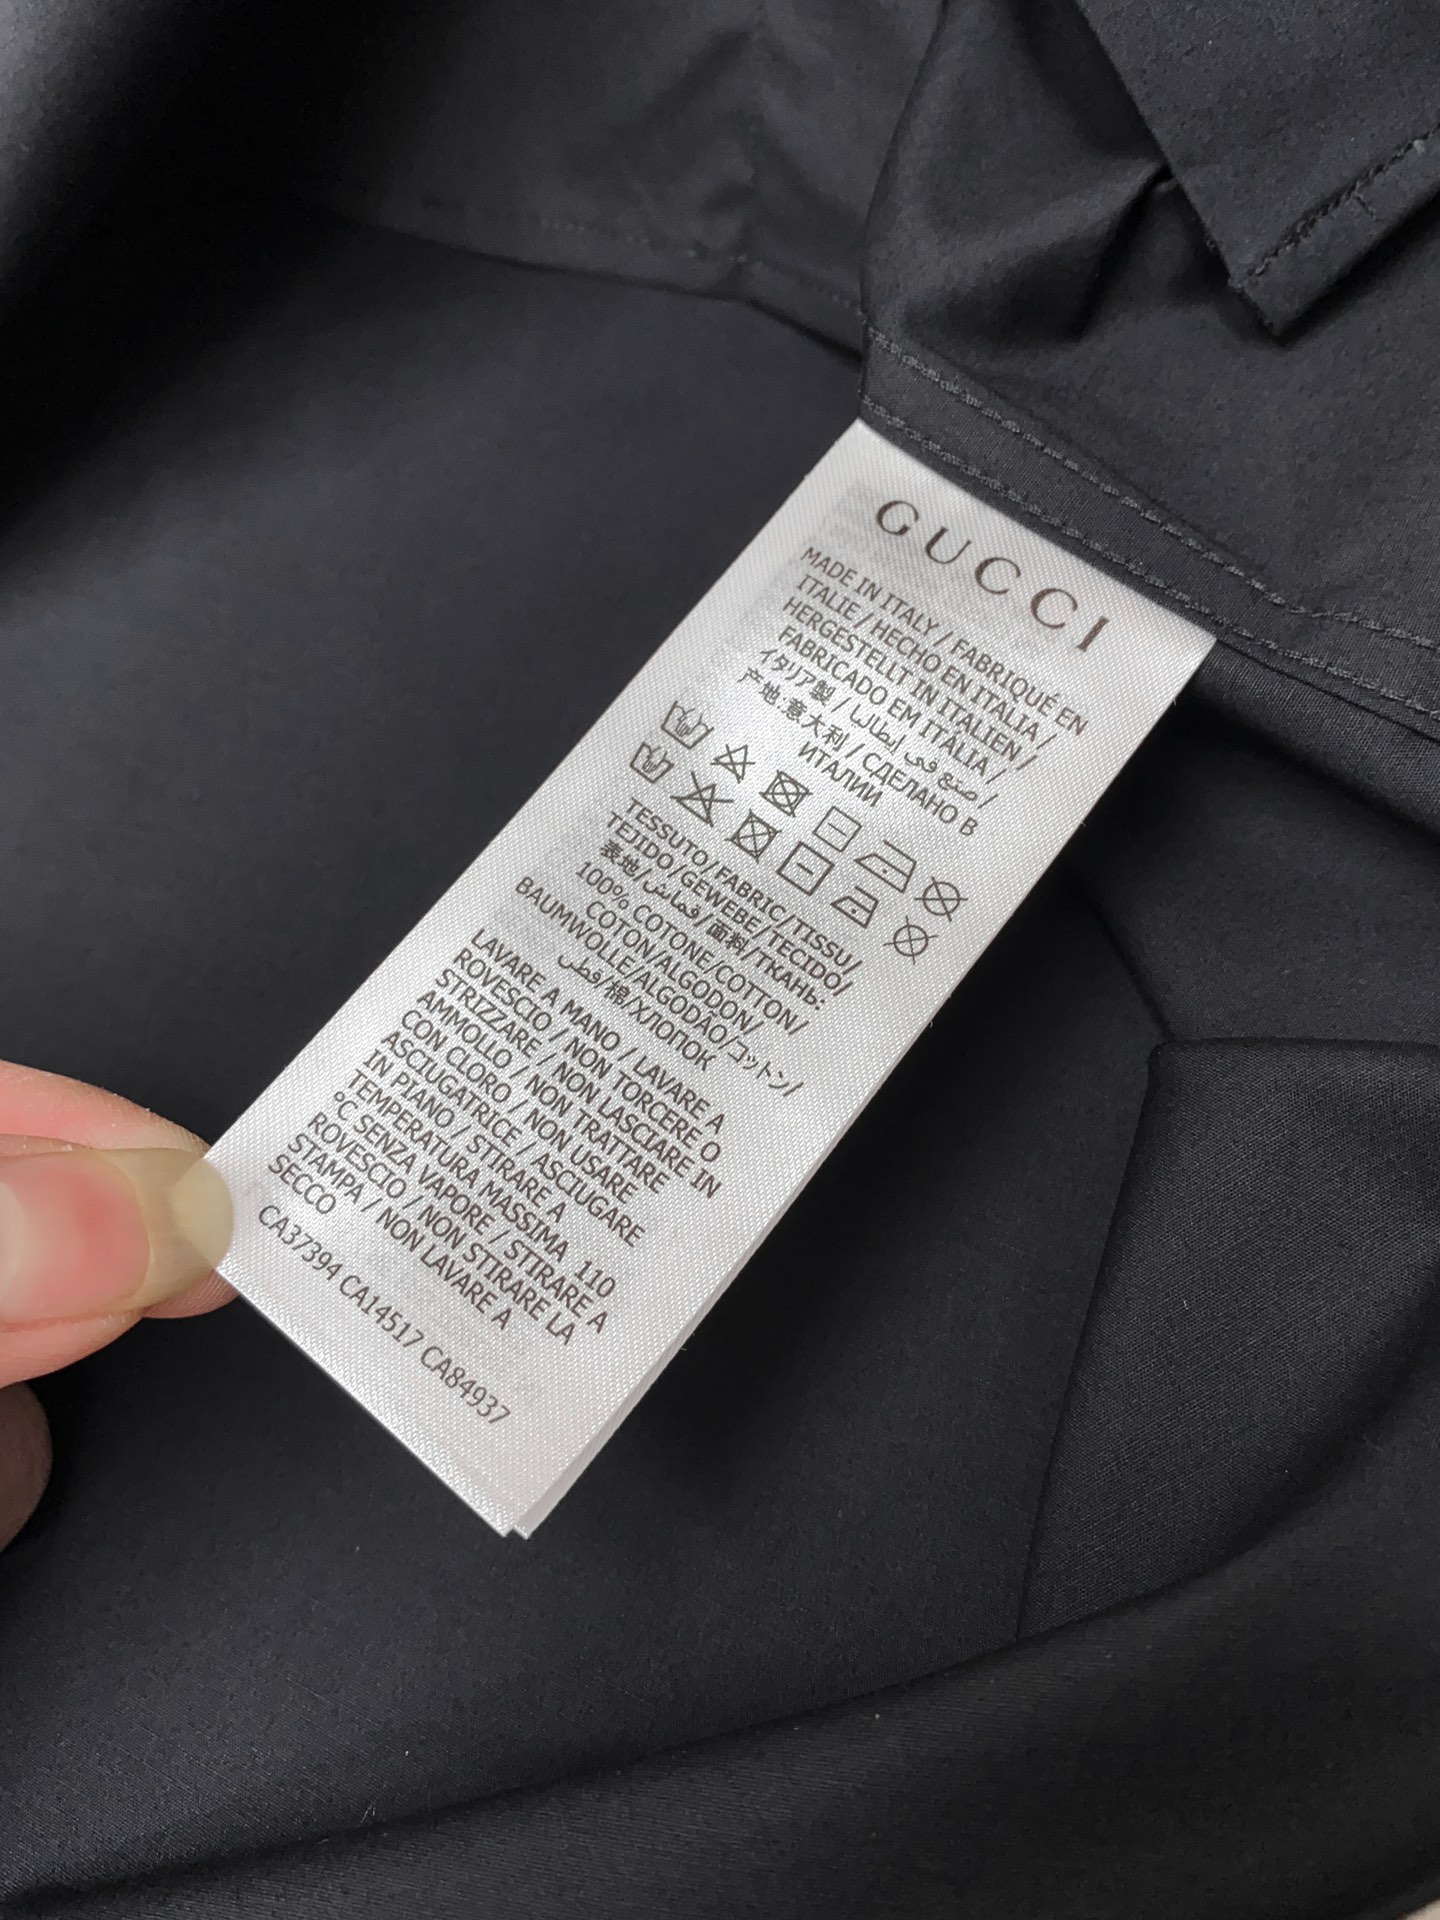 GUCCI
MADE IN ITALY / FABRIQUÉ EN
ITALIE / HECHO EN ITALIA /
HERGESTELLT IN ITALIEN /
FABRICADO EM ITALIA /
イタリア製 / صنع في إيطاليا /
产地:意大利 / СДЕЛАНО В
ИТАЛИИ
TESSUTO/FABRIC/TISSU/
TEJIDO/GEWEBE/TECIDO/
表地/قماش/面料/ТКАНЬ:
100% COTONE/COTTON/
COTON/ALGODON/
BAUMWOLLE/ALGODÃO/コットン/
قطن/棉/ХЛОПОК
LAVARE A MANO / LAVARE A
ROVESCIO / NON TORCERE O
STRIZZARE / NON LASCIARE IN
AMMOLLO / NON TRATTARE
CON CLORO / NON USARE
ASCIUGATRICE / ASCIUGARE
IN PIANO / STIRARE A
TEMPERATURA MASSIMA 110
°C SENZA VAPORE / STIRARE A
ROVESCIO / NON STIRARE LA
STAMPA / NON LAVARE A
SECCO
CA37394 CA14517 CA84937